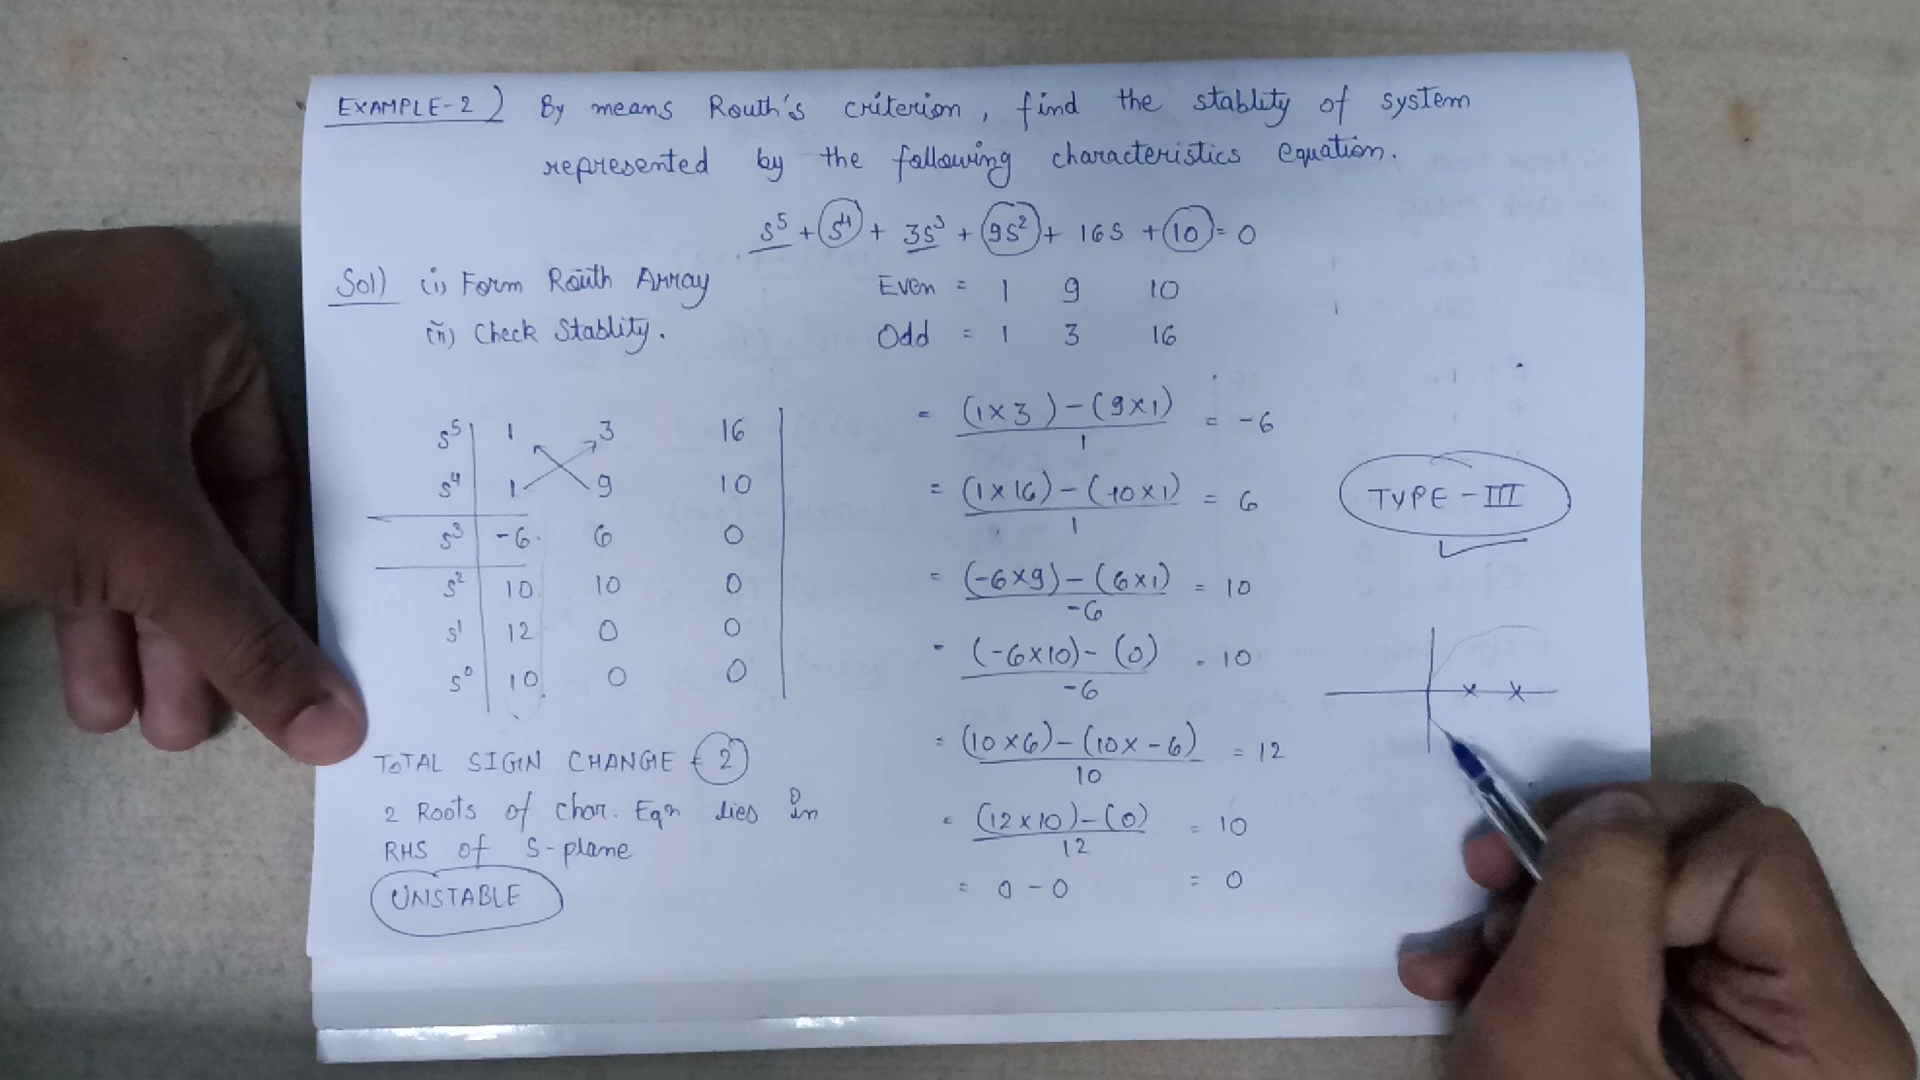 EXAMPLE-2) By means Routh's criterion, find the stablity of system
represented by the following characteristics equation.
s⁵ + s⁴ + 3s³ + 9s² + 16s + 10 = 0
Sol) (i) Form Routh Array
(ii) Check Stablity.
Even = 1 9 10
Odd = 1 3 16
s⁵ 1 3 16
s⁴ 1 9 10
s³ -6 6 0
s² 10 10 0
s¹ 12 0 0
s⁰ 10 0 0
TOTAL SIGN CHANGE = 2
2 Roots of char. Eqn lies in
RHS of S-plane
UNSTABLE
= (1x3)-(9x1) / 1 = -6
= (1x16)-(10x1) / 1 = 6
= (-6x9)-(6x1) / -6 = 10
= (-6x10)-(0) / -6 = 10
= (10x6)-(10x-6) / 10 = 12
= (12x10)-(0) / 12 = 10
= 0-0 = 0
TYPE-III